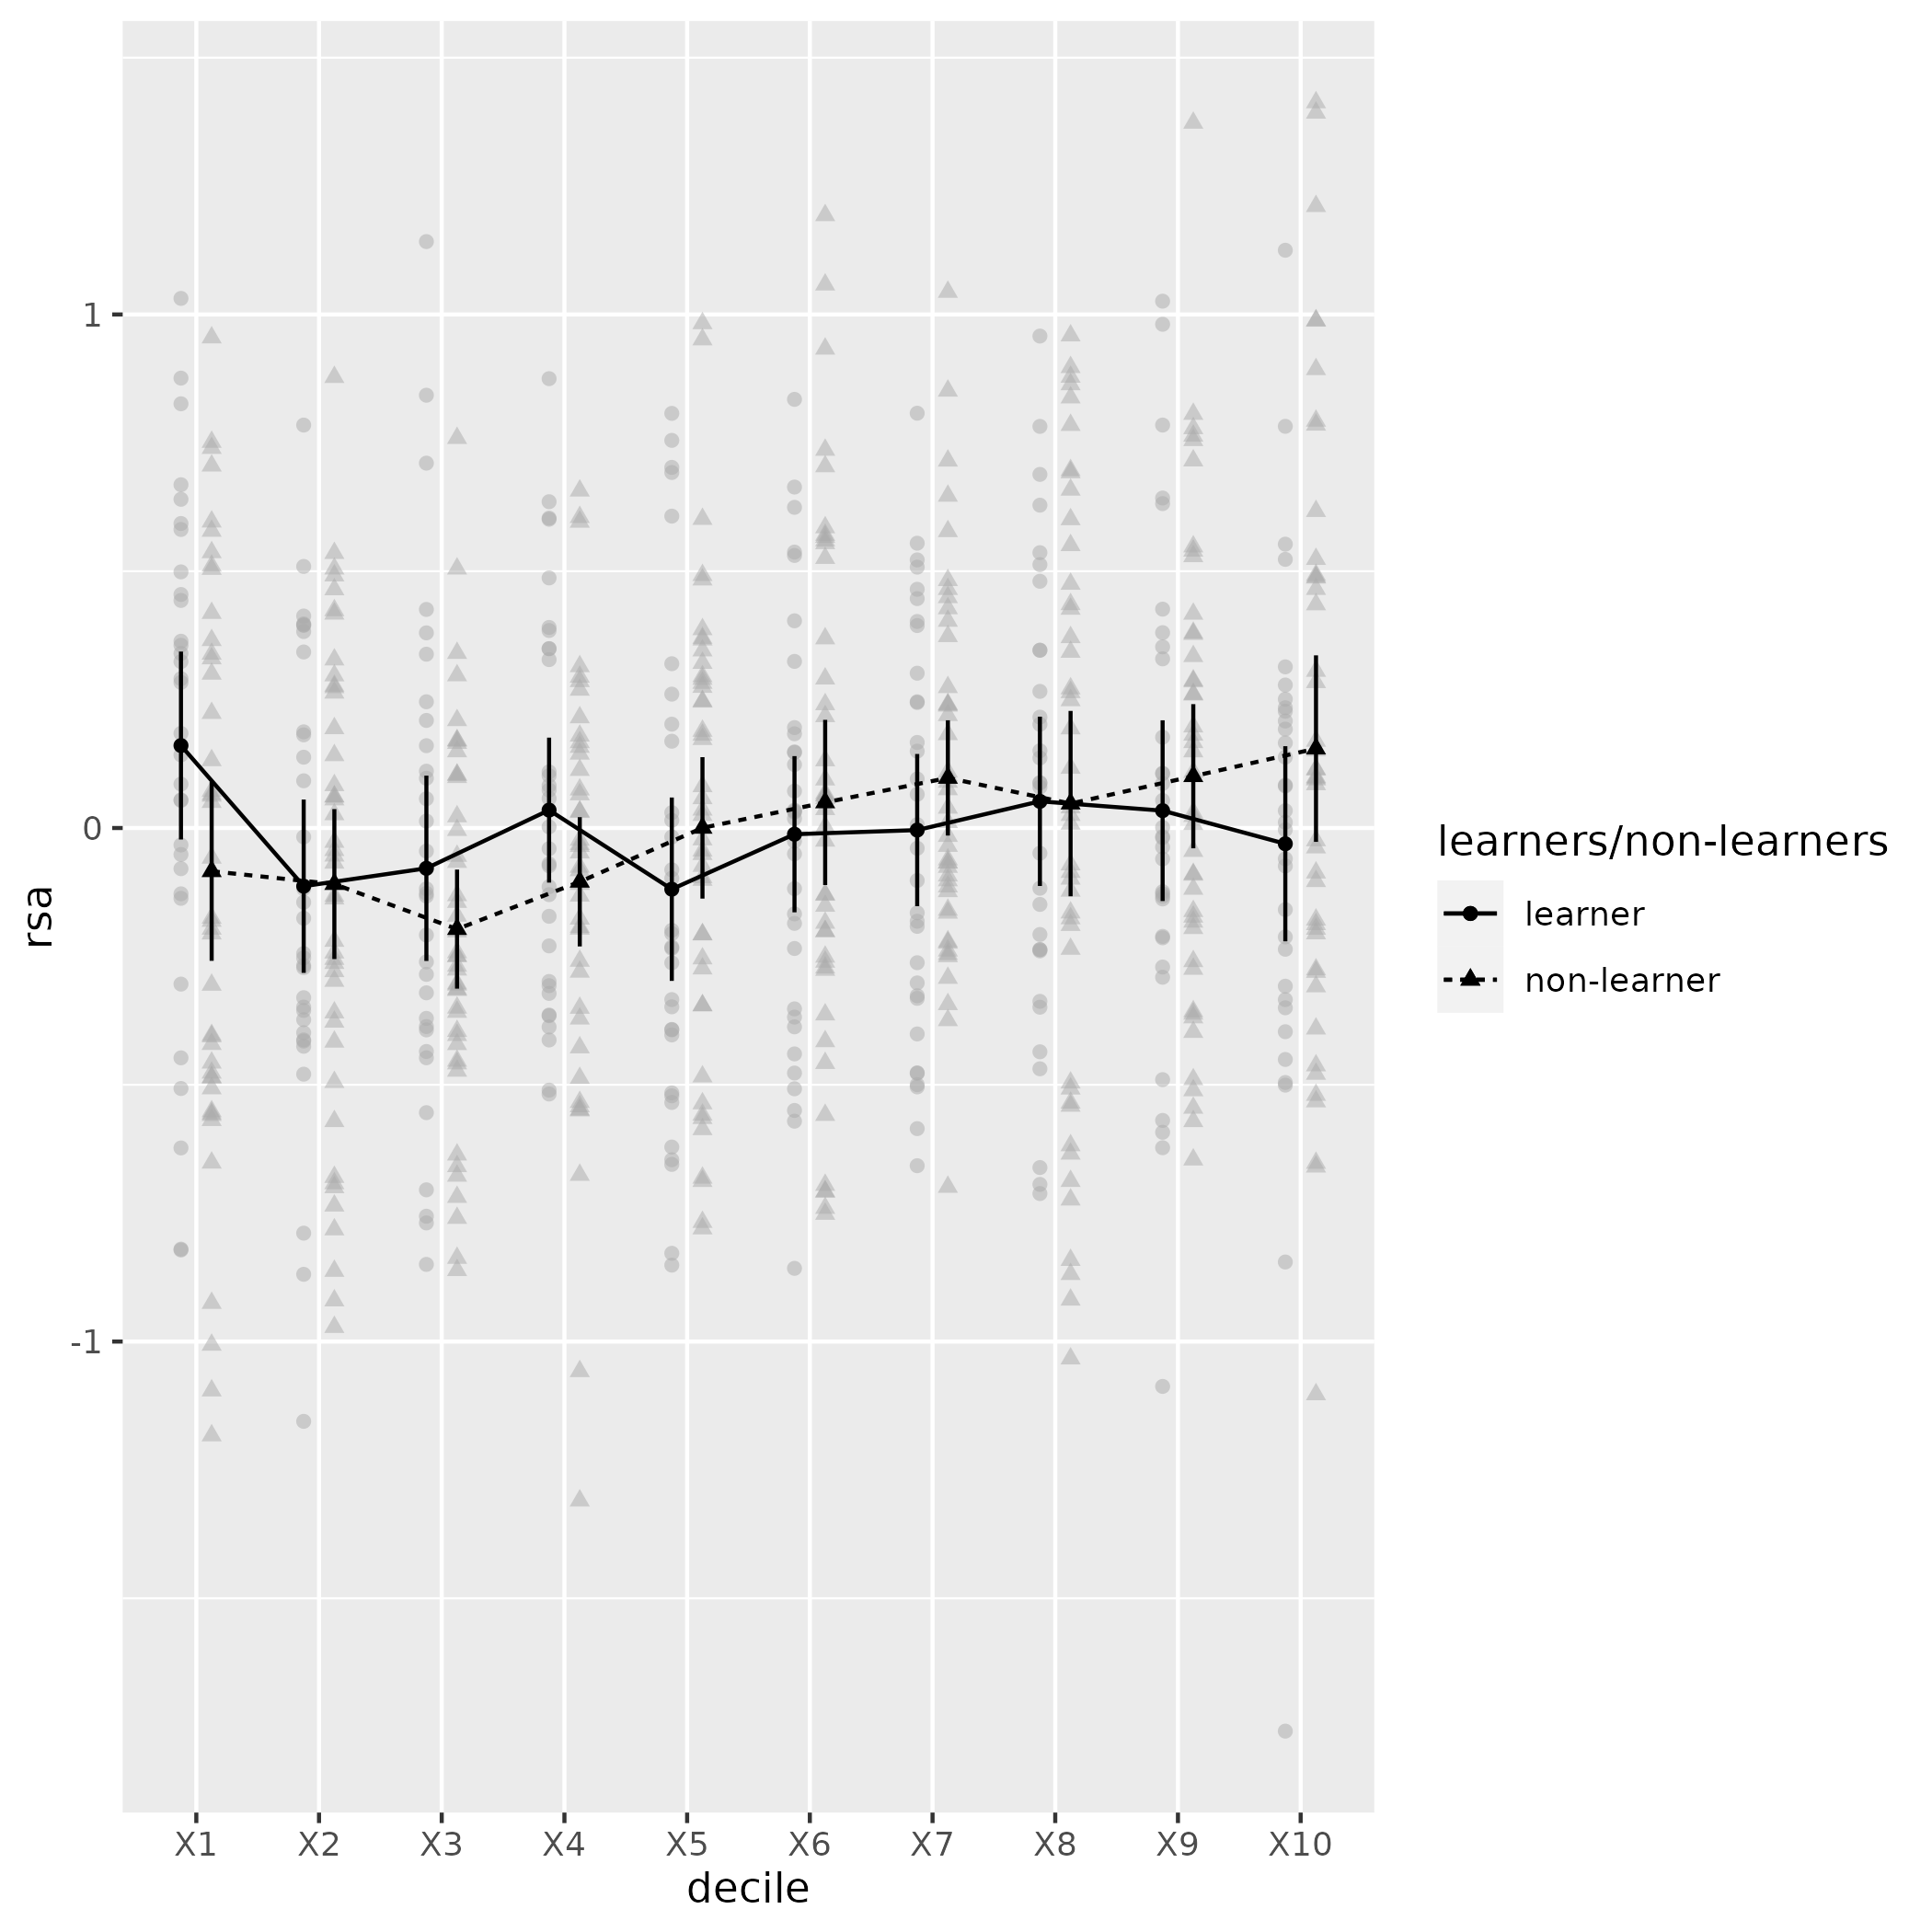 1
0
-1
rsa
X1 X2 X3 X4 X5 X6 X7 X8 X9 X10
decile
learners/non-learners
learner
non-learner